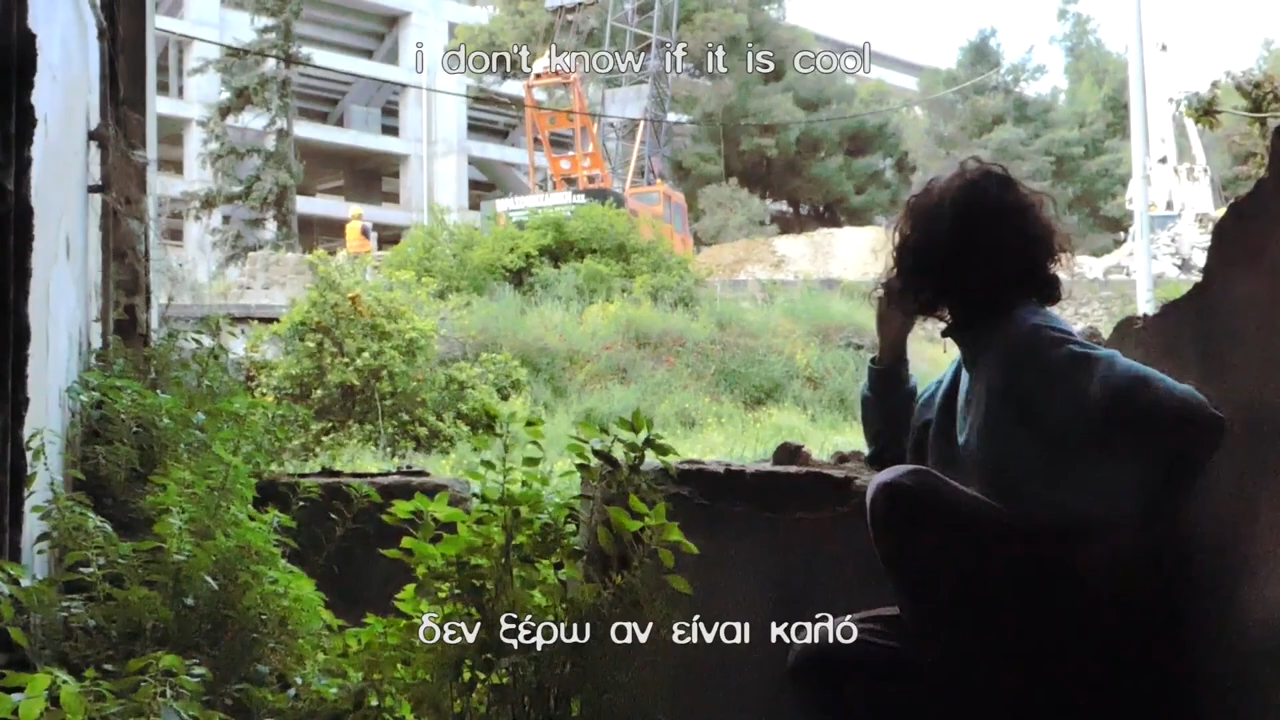 i don't know if it is cool
δεν ξέρω αν είναι καλό